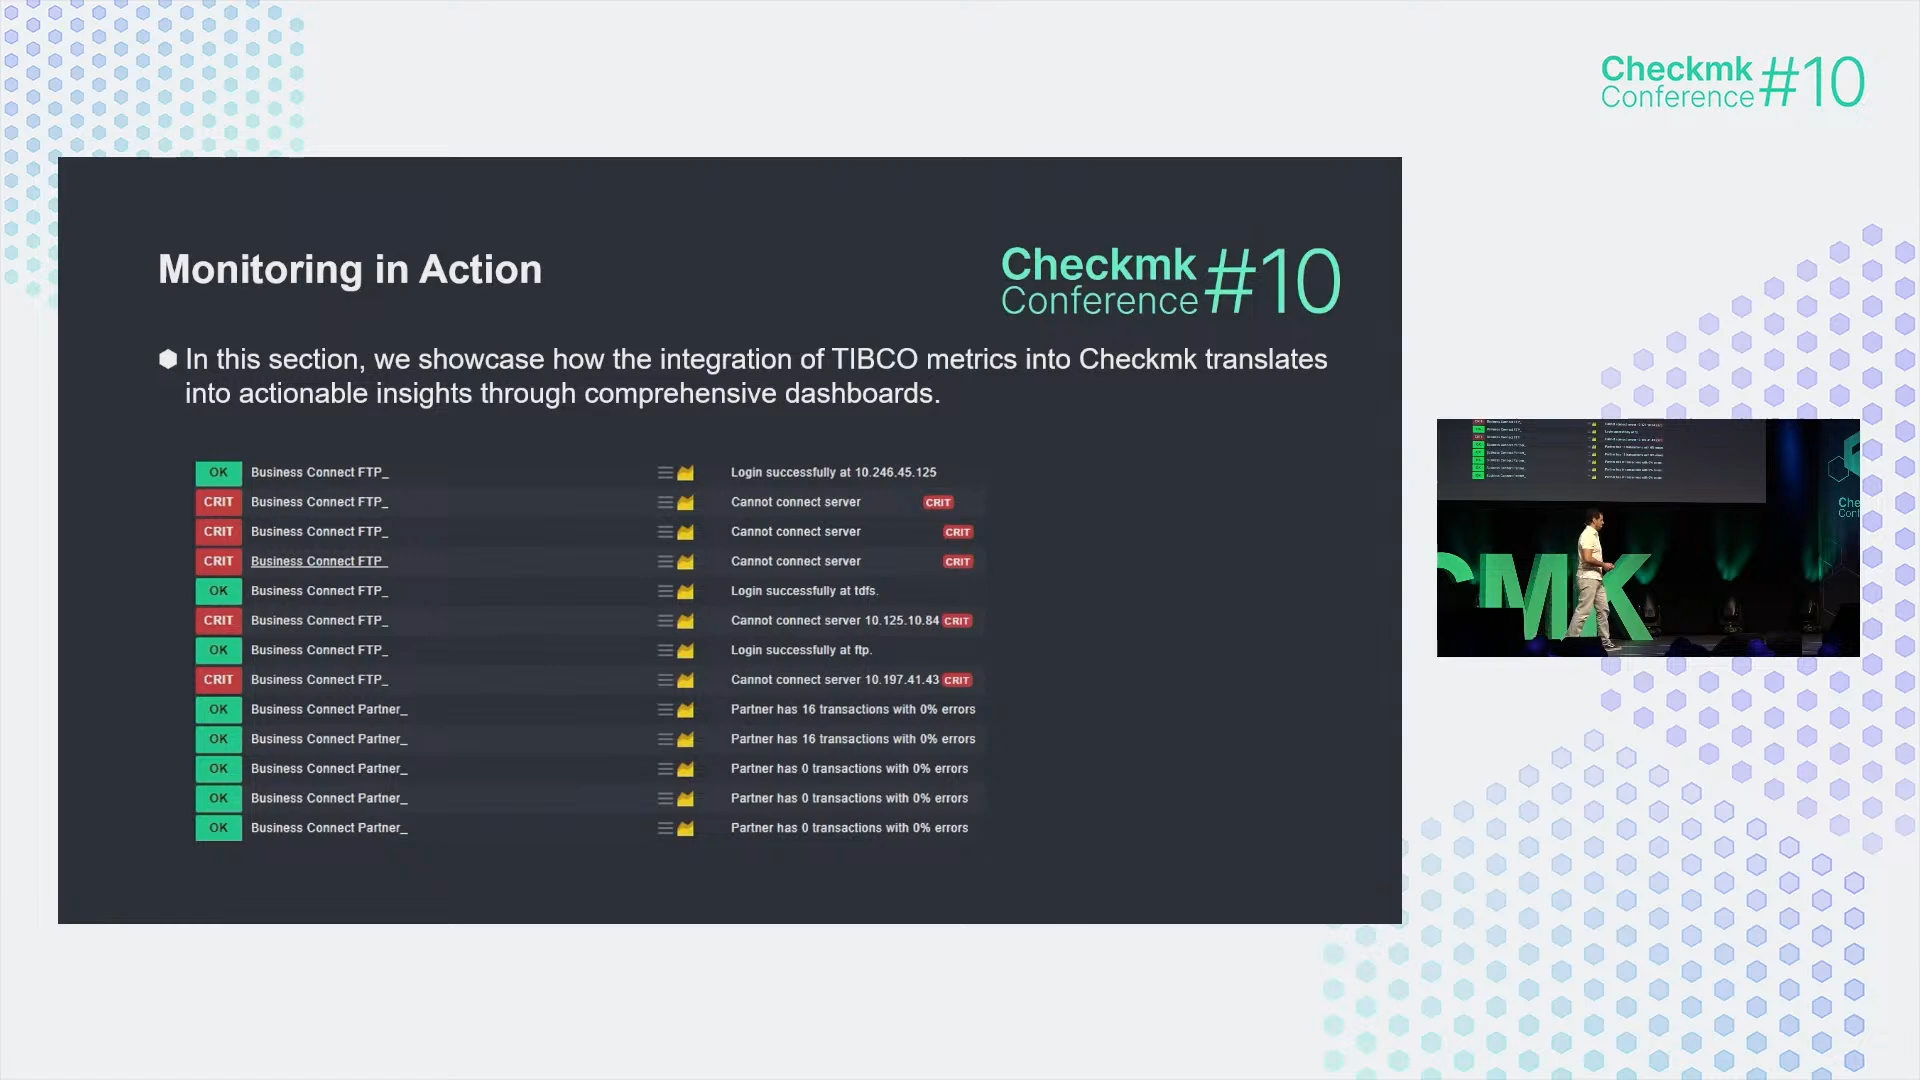 Checkmk
Conference #10
Monitoring in Action
Checkmk
Conference #10
In this section, we showcase how the integration of TIBCO metrics into Checkmk translates
into actionable insights through comprehensive dashboards.
OK Business Connect FTP_ Login successfully at 10.246.45.125
CRIT Business Connect FTP_ Cannot connect server CRIT
CRIT Business Connect FTP_ Cannot connect server CRIT
CRIT Business Connect FTP_ Cannot connect server CRIT
OK Business Connect FTP_ Login successfully at tdfs.
CRIT Business Connect FTP_ Cannot connect server 10.125.10.84 CRIT
OK Business Connect FTP_ Login successfully at ftp.
CRIT Business Connect FTP_ Cannot connect server 10.197.41.43 CRIT
OK Business Connect Partner_ Partner has 16 transactions with 0% errors
OK Business Connect Partner_ Partner has 16 transactions with 0% errors
OK Business Connect Partner_ Partner has 0 transactions with 0% errors
OK Business Connect Partner_ Partner has 0 transactions with 0% errors
OK Business Connect Partner_ Partner has 0 transactions with 0% errors
CMK